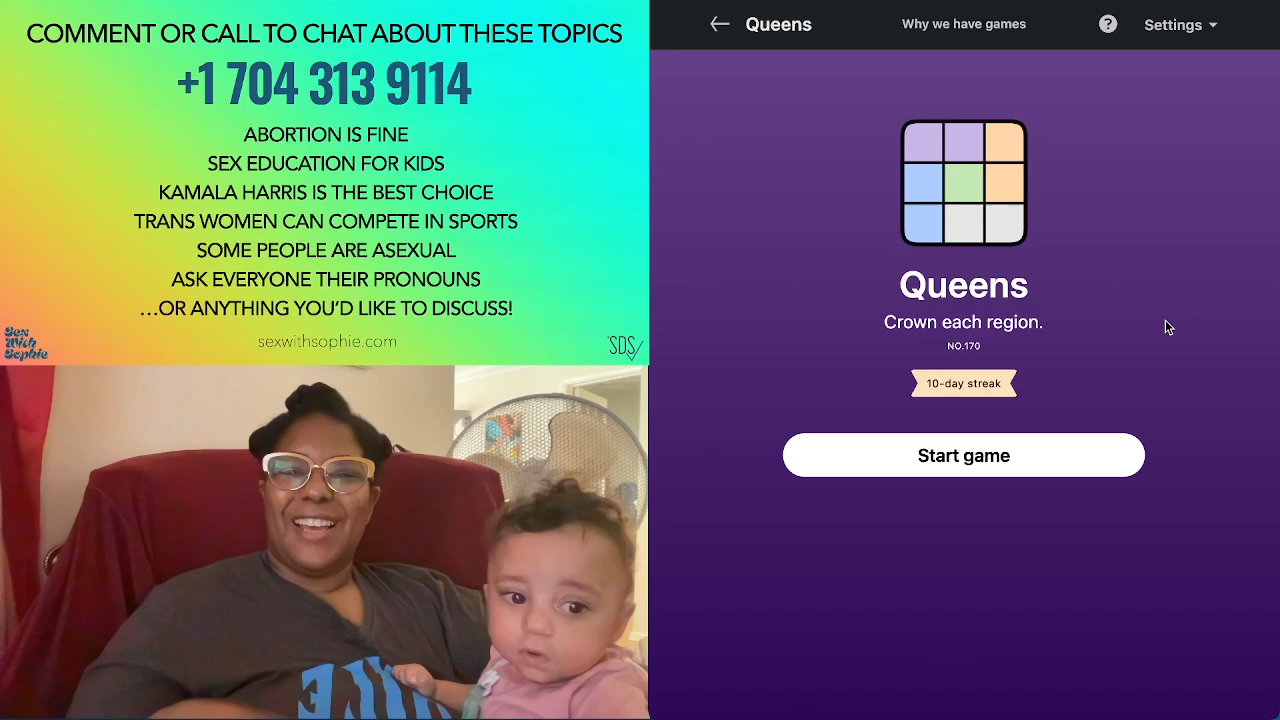 COMMENT OR CALL TO CHAT ABOUT THESE TOPICS
+1 704 313 9114
ABORTION IS FINE
SEX EDUCATION FOR KIDS
KAMALA HARRIS IS THE BEST CHOICE
TRANS WOMEN CAN COMPETE IN SPORTS
SOME PEOPLE ARE ASEXUAL
ASK EVERYONE THEIR PRONOUNS
...OR ANYTHING YOU'D LIKE TO DISCUSS!
sexwithsophie.com
Sex
With
Sophie
SDS
Queens
Why we have games
?
Settings
Queens
Crown each region.
NO.170
10-day streak
Start game